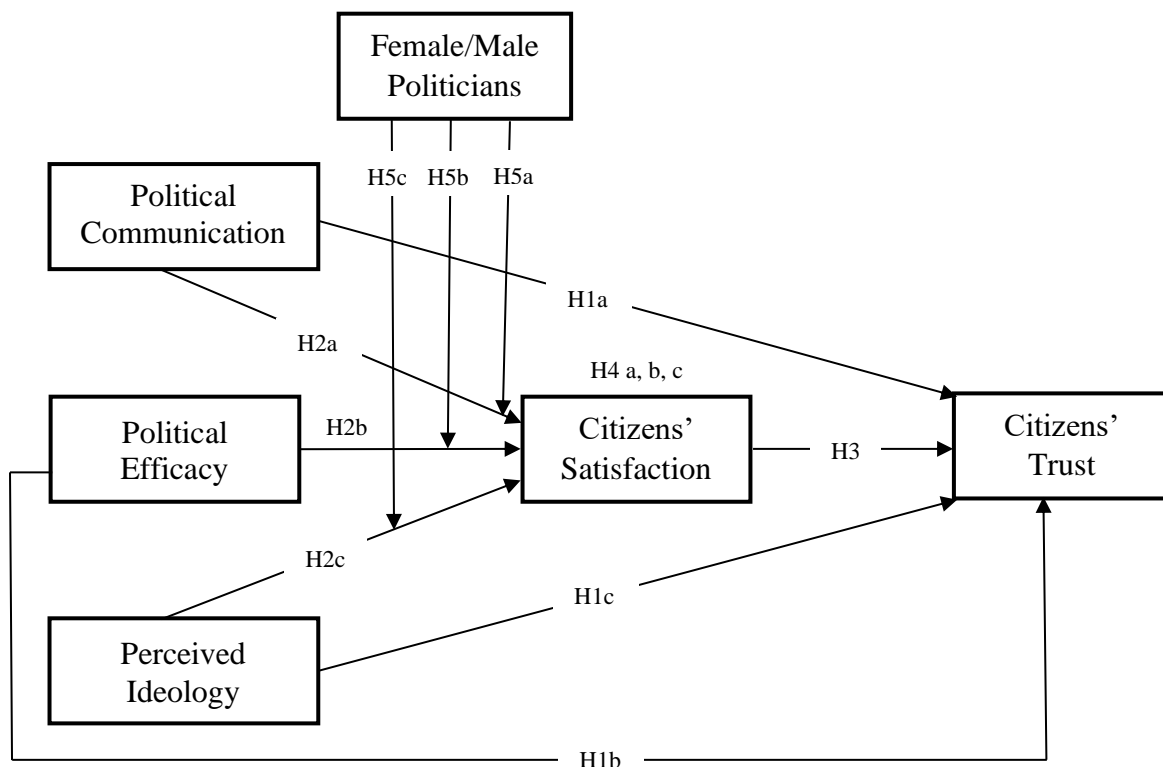 Female/Male
Politicians
H5c
H5b
H5a
Political
Communication
H1a
H2a
H4 a, b, c
Political
Efficacy
H2b
Citizens’
Satisfaction
H3
Citizens’
Trust
H2c
H1c
Perceived
Ideology
H1b